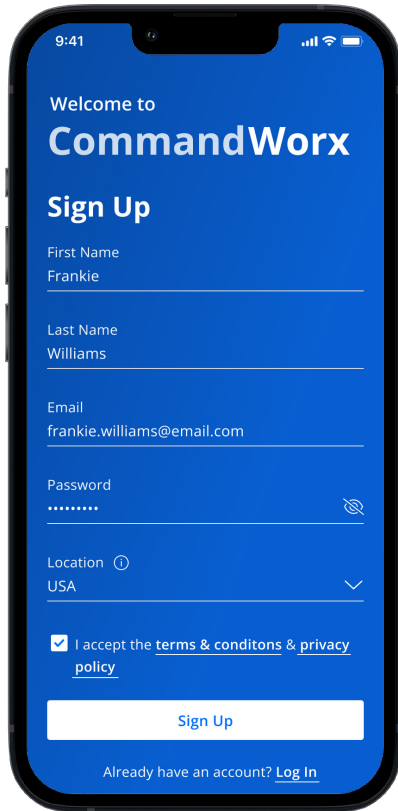 9:41
Welcome to
CommandWorx
Sign Up
First Name
Frankie
Last Name
Williams
Email
frankie.williams@email.com
Password
•••••••••
Location
USA
I accept the terms & conditons & privacy
policy
Sign Up
Already have an account? Log In